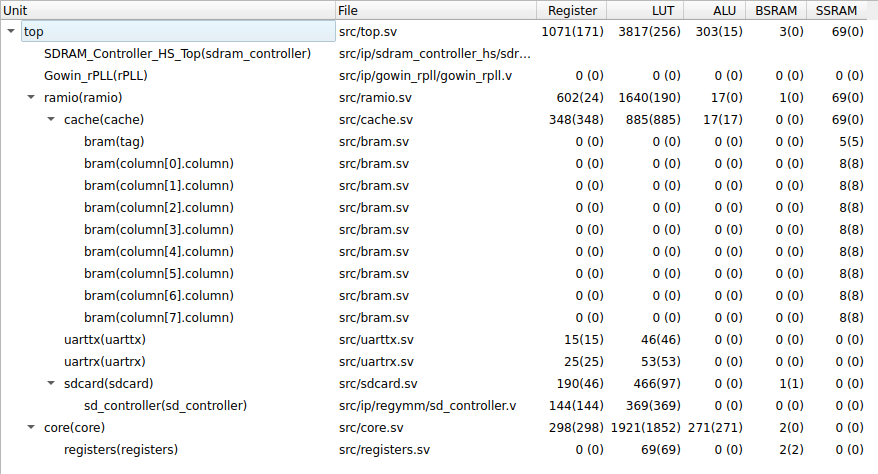 Unit File Register LUT ALU BSRAM SSRAM
top src/top.sv 1071(171) 3817(256) 303(15) 3(0) 69(0)
SDRAM_Controller_HS_Top(sdram_controller) src/ip/sdram_controller_hs/sdr...
Gowin_rPLL(rPLL) src/ip/gowin_rpll/gowin_rpll.v 0 (0) 0 (0) 0 (0) 0 (0) 0 (0)
ramio(ramio) src/ramio.sv 602(24) 1640(190) 17(0) 1(0) 69(0)
cache(cache) src/cache.sv 348(348) 885(885) 17(17) 0 (0) 69(0)
bram(tag) src/bram.sv 0 (0) 0 (0) 0 (0) 0 (0) 5(5)
bram(column[0].column) src/bram.sv 0 (0) 0 (0) 0 (0) 0 (0) 8(8)
bram(column[1].column) src/bram.sv 0 (0) 0 (0) 0 (0) 0 (0) 8(8)
bram(column[2].column) src/bram.sv 0 (0) 0 (0) 0 (0) 0 (0) 8(8)
bram(column[3].column) src/bram.sv 0 (0) 0 (0) 0 (0) 0 (0) 8(8)
bram(column[4].column) src/bram.sv 0 (0) 0 (0) 0 (0) 0 (0) 8(8)
bram(column[5].column) src/bram.sv 0 (0) 0 (0) 0 (0) 0 (0) 8(8)
bram(column[6].column) src/bram.sv 0 (0) 0 (0) 0 (0) 0 (0) 8(8)
bram(column[7].column) src/bram.sv 0 (0) 0 (0) 0 (0) 0 (0) 8(8)
uarttx(uarttx) src/uarttx.sv 15(15) 46(46) 0 (0) 0 (0) 0 (0)
uartrx(uartrx) src/uartrx.sv 25(25) 53(53) 0 (0) 0 (0) 0 (0)
sdcard(sdcard) src/sdcard.sv 190(46) 466(97) 0 (0) 1(1) 0 (0)
sd_controller(sd_controller) src/ip/regymm/sd_controller.v 144(144) 369(369) 0 (0) 0 (0) 0 (0)
core(core) src/core.sv 298(298) 1921(1852) 271(271) 2(0) 0 (0)
registers(registers) src/registers.sv 0 (0) 69(69) 0 (0) 2(2) 0 (0)